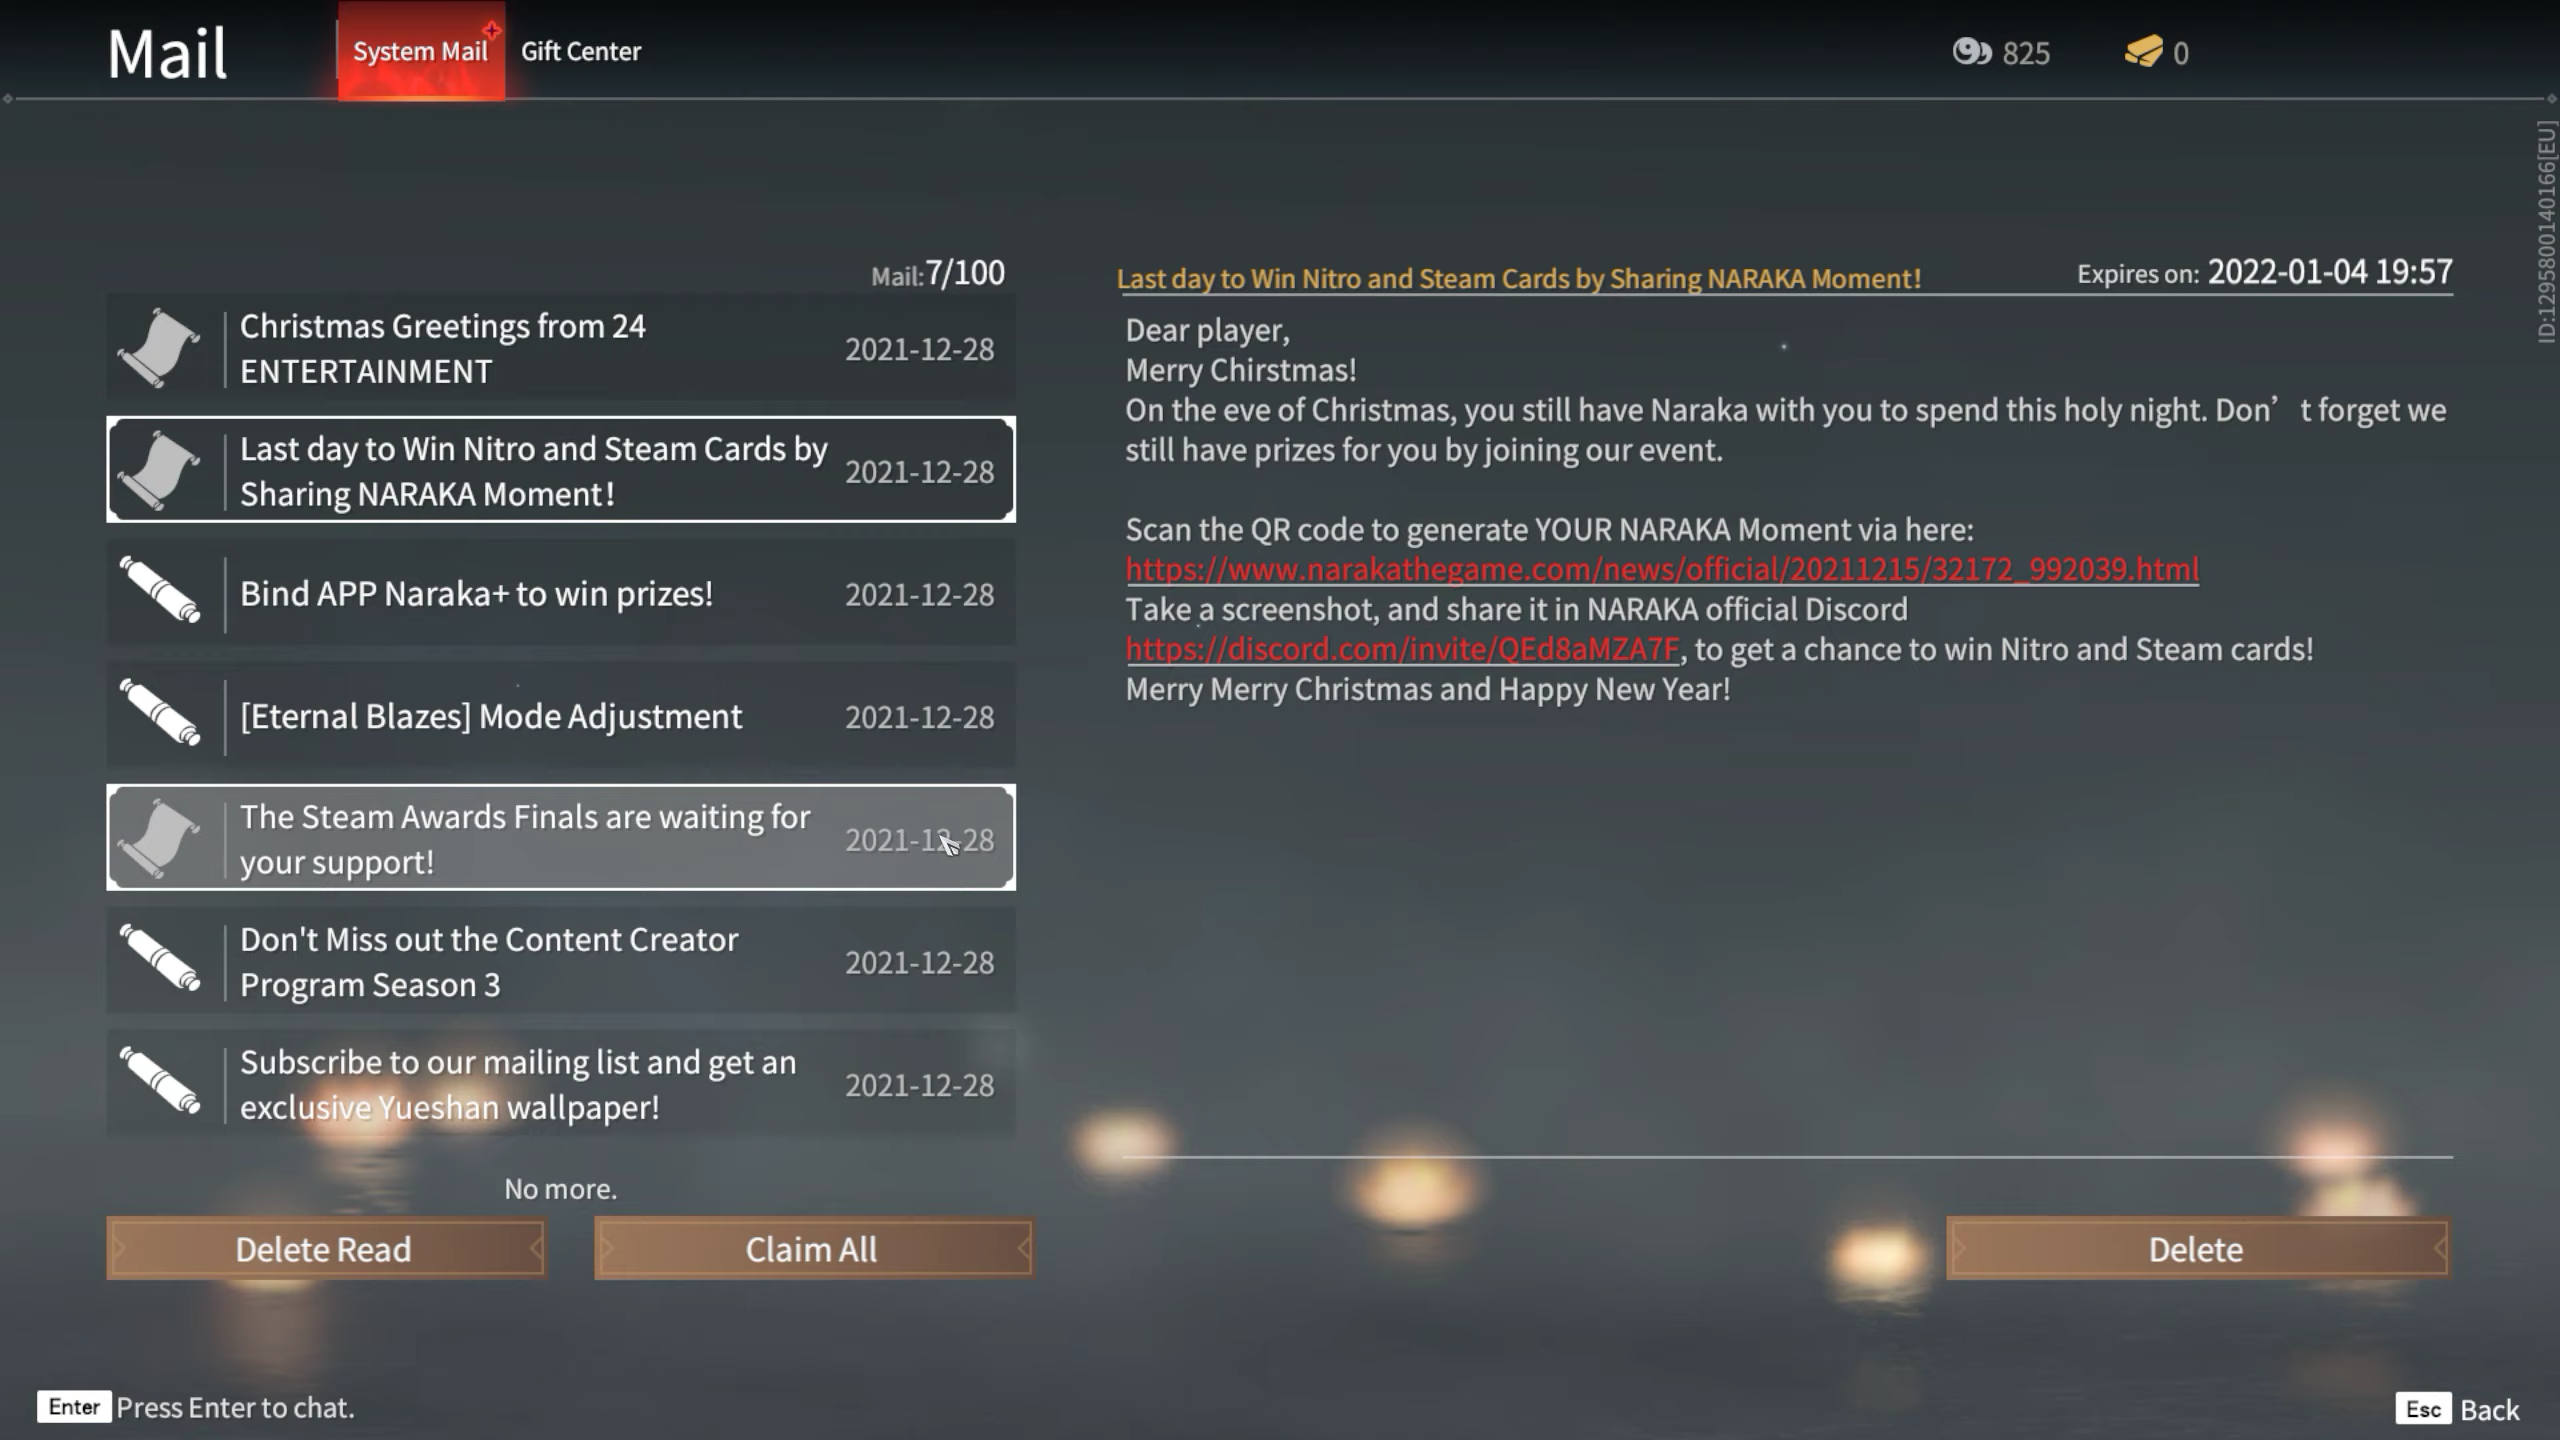 Mail
System Mail
Gift Center
825
0
ID:1295800140166[EU]
Mail:7/100
Christmas Greetings from 24
ENTERTAINMENT
2021-12-28
Last day to Win Nitro and Steam Cards by
Sharing NARAKA Moment!
2021-12-28
Bind APP Naraka+ to win prizes!
2021-12-28
[Eternal Blazes] Mode Adjustment
2021-12-28
The Steam Awards Finals are waiting for
your support!
2021-12-28
Don't Miss out the Content Creator
Program Season 3
2021-12-28
Subscribe to our mailing list and get an
exclusive Yueshan wallpaper!
2021-12-28
No more.
Delete Read
Claim All
Last day to Win Nitro and Steam Cards by Sharing NARAKA Moment!
Expires on: 2022-01-04 19:57
Dear player,
Merry Chirstmas!
On the eve of Christmas, you still have Naraka with you to spend this holy night. Don’t forget we
still have prizes for you by joining our event.
Scan the QR code to generate YOUR NARAKA Moment via here:
https://www.narakathegame.com/news/official/20211215/32172_992039.html
Take a screenshot, and share it in NARAKA official Discord
https://discord.com/invite/QEd8aMZA7F, to get a chance to win Nitro and Steam cards!
Merry Merry Christmas and Happy New Year!
Delete
Enter Press Enter to chat.
Esc Back